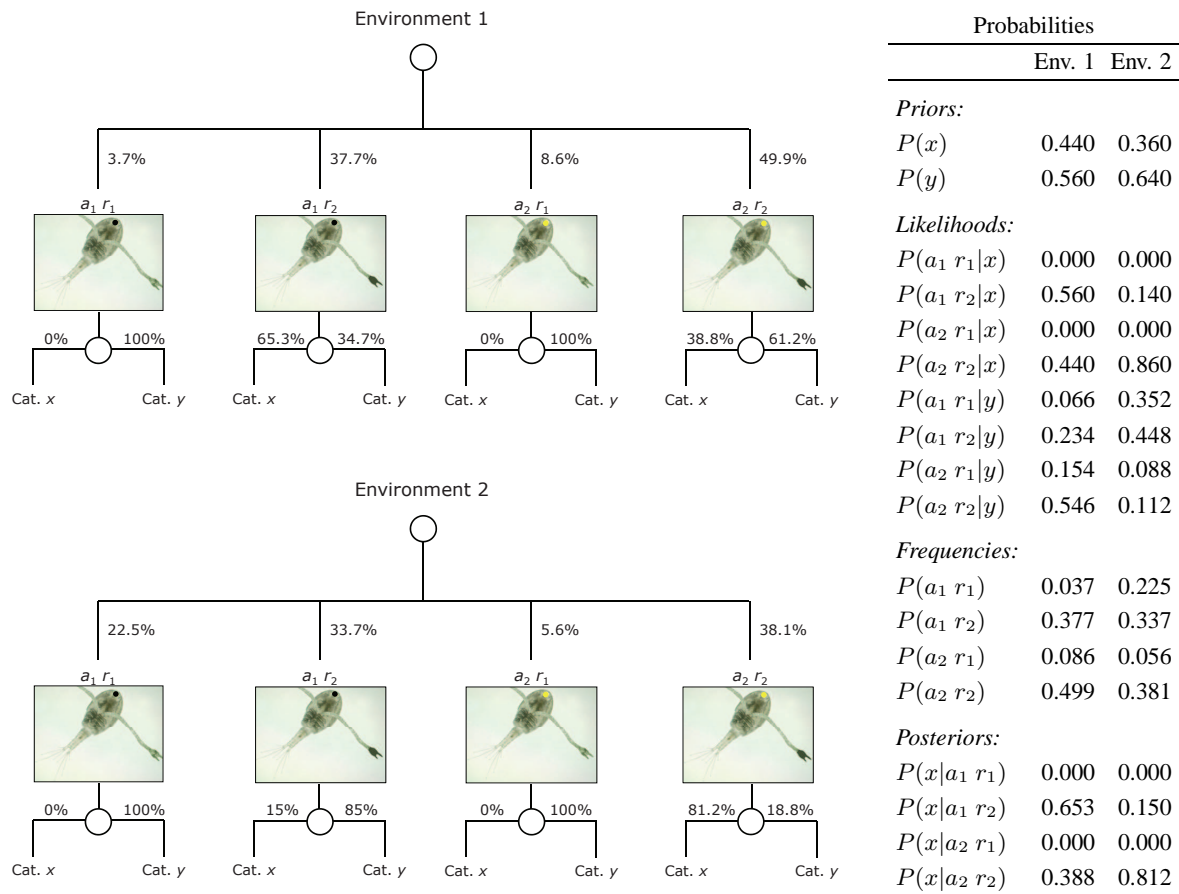 Environment 1
3.7%
37.7%
8.6%
49.9%
a₁ r₁
a₁ r₂
a₂ r₁
a₂ r₂
0% 100%
65.3% 34.7%
0% 100%
38.8% 61.2%
Cat. x Cat. y
Cat. x Cat. y
Cat. x Cat. y
Cat. x Cat. y
Environment 2
22.5%
33.7%
5.6%
38.1%
a₁ r₁
a₁ r₂
a₂ r₁
a₂ r₂
0% 100%
15% 85%
0% 100%
81.2% 18.8%
Cat. x Cat. y
Cat. x Cat. y
Cat. x Cat. y
Cat. x Cat. y
Probabilities
Env. 1 Env. 2
Priors:
P(x) 0.440 0.360
P(y) 0.560 0.640
Likelihoods:
P(a₁ r₁|x) 0.000 0.000
P(a₁ r₂|x) 0.560 0.140
P(a₂ r₁|x) 0.000 0.000
P(a₂ r₂|x) 0.440 0.860
P(a₁ r₁|y) 0.066 0.352
P(a₁ r₂|y) 0.234 0.448
P(a₂ r₁|y) 0.154 0.088
P(a₂ r₂|y) 0.546 0.112
Frequencies:
P(a₁ r₁) 0.037 0.225
P(a₁ r₂) 0.377 0.337
P(a₂ r₁) 0.086 0.056
P(a₂ r₂) 0.499 0.381
Posteriors:
P(x|a₁ r₁) 0.000 0.000
P(x|a₁ r₂) 0.653 0.150
P(x|a₂ r₁) 0.000 0.000
P(x|a₂ r₂) 0.388 0.812